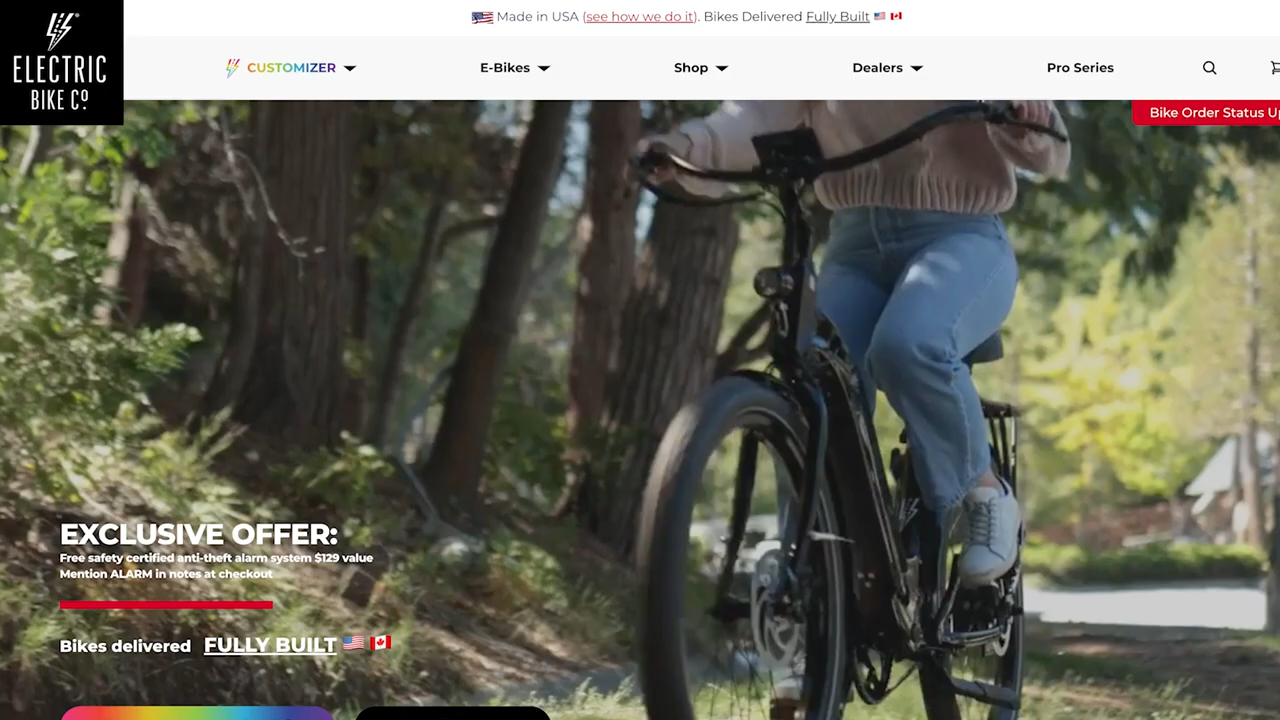 Made in USA (see how we do it). Bikes Delivered Fully Built
ELECTRIC
BIKE CO
CUSTOMIZER
E-Bikes
Shop
Dealers
Pro Series
Bike Order Status
EXCLUSIVE OFFER:
Free safety certified anti-theft alarm system $129 value
Mention ALARM in notes at checkout
Bikes delivered FULLY BUILT